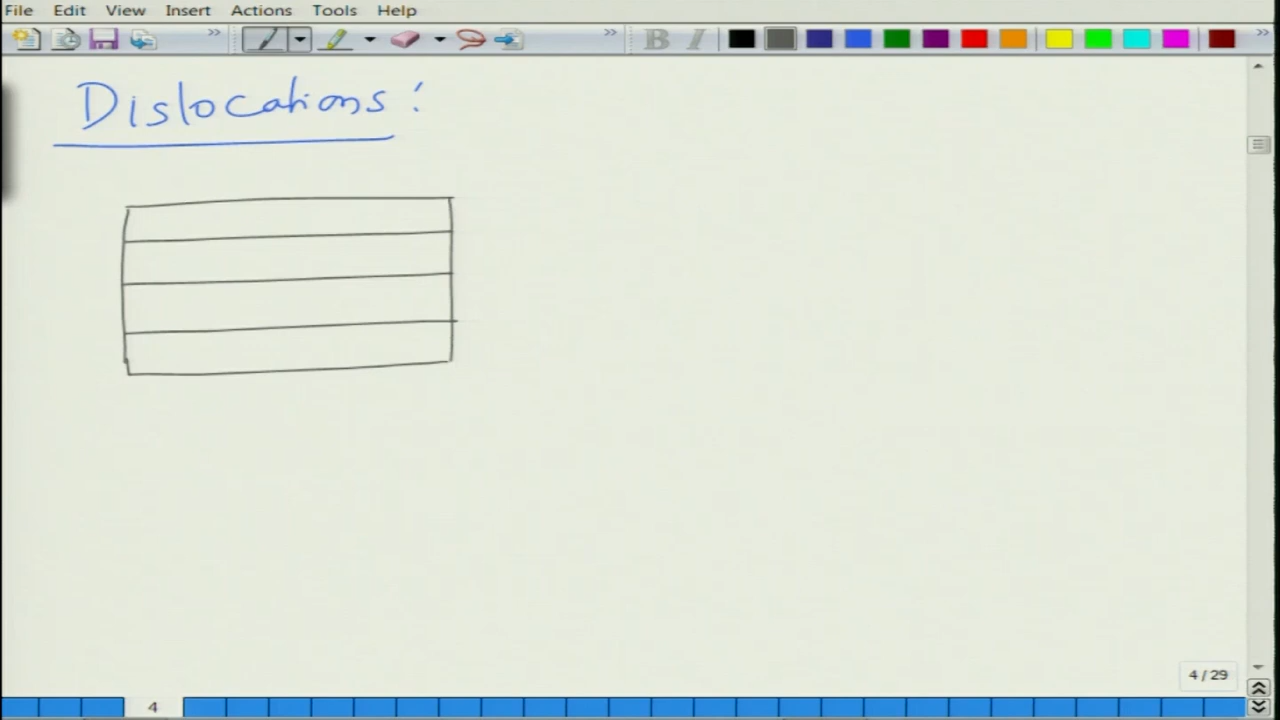 File Edit View Insert Actions Tools Help
» » B I »
Dislocations:
4 / 29
4